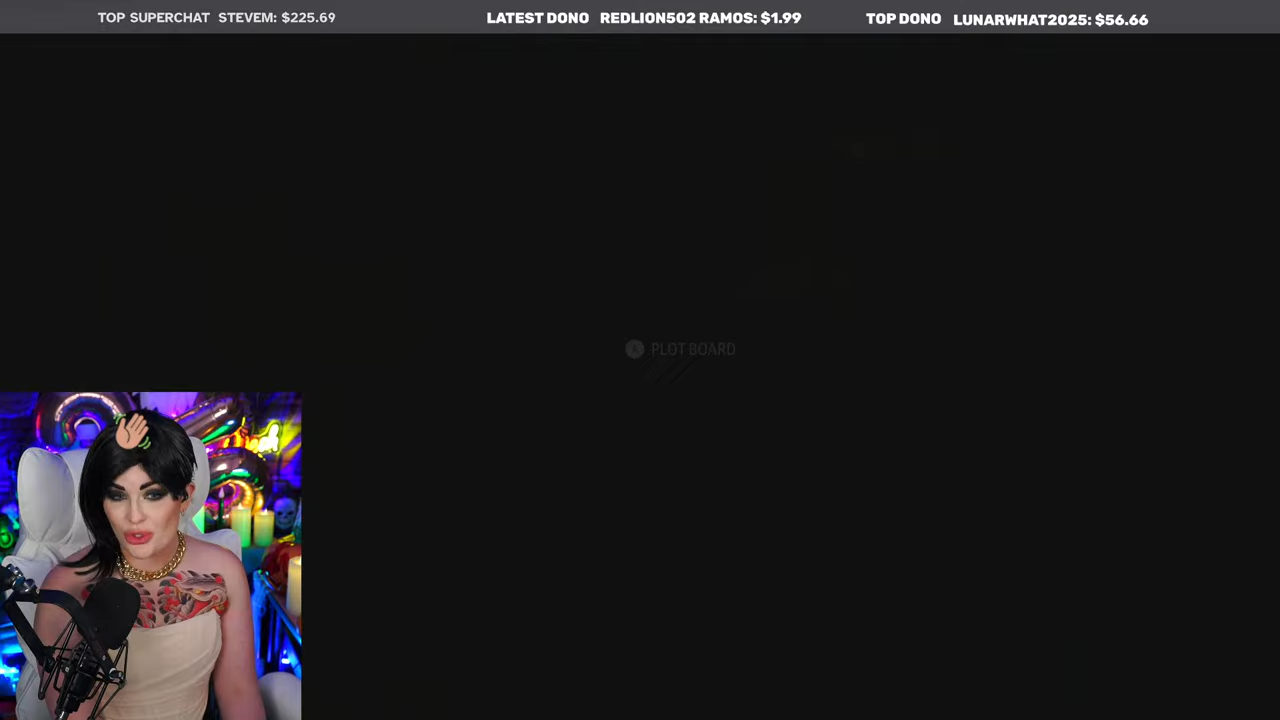 TOP SUPERCHAT STEVEM: $225.69 LATEST DONO REDLION502 RAMOS: $1.99 TOP DONO LUNARWHAT2025: $56.66
A PLOT BOARD